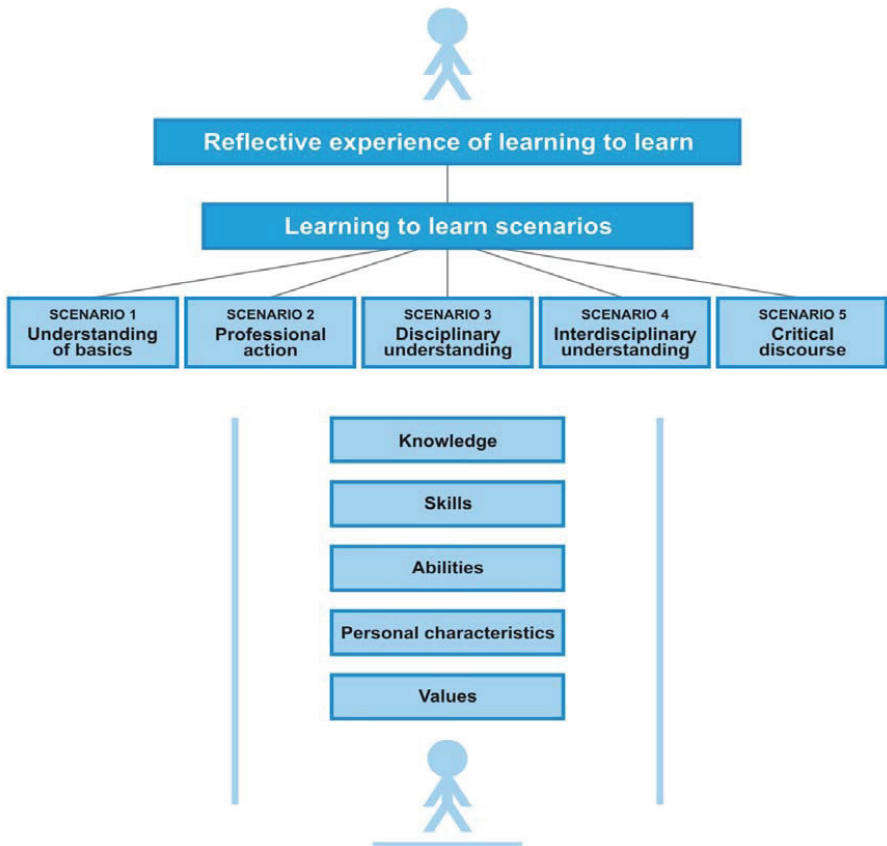 Reflective experience of learning to learn
Learning to learn scenarios
SCENARIO 1
Understanding
of basics
SCENARIO 2
Professional
action
SCENARIO 3
Disciplinary
understanding
SCENARIO 4
Interdisciplinary
understanding
SCENARIO 5
Critical
discourse
Knowledge
Skills
Abilities
Personal characteristics
Values